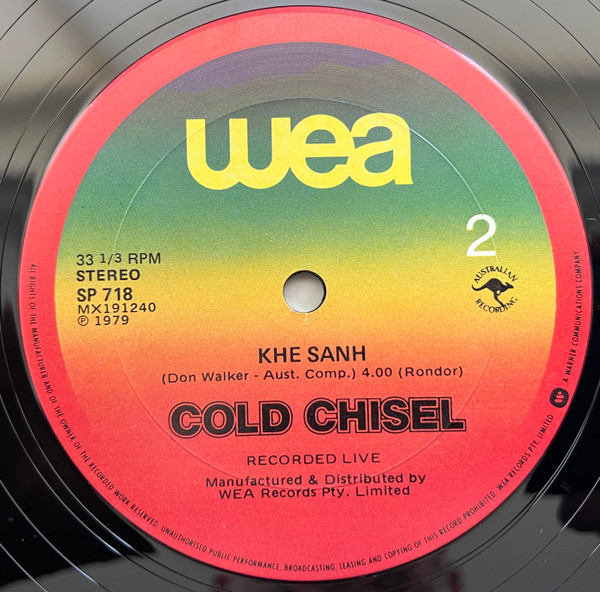 wea
2
33 1/3 RPM
STEREO
SP 718
MX191240
℗ 1979
AUSTRALIAN
RECORDING
KHE SANH
(Don Walker - Aust. Comp.) 4.00 (Rondor)
COLD CHISEL
RECORDED LIVE
Manufactured & Distributed by
WEA Records Pty. Limited
ALL RIGHTS OF THE MANUFACTURER AND OF THE OWNER OF THE RECORDED WORK RESERVED. UNAUTHORISED PUBLIC PERFORMANCE, BROADCASTING, LEASING AND COPYING OF THIS RECORD PROHIBITED. WEA RECORDS PTY. LIMITED W A WARNER COMMUNICATIONS COMPANY.